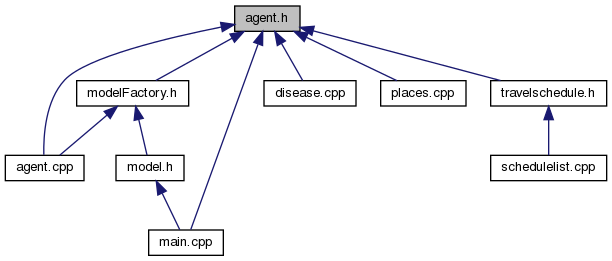 agent.h
modelFactory.h
disease.cpp
places.cpp
travelschedule.h
agent.cpp
model.h
schedulelist.cpp
main.cpp